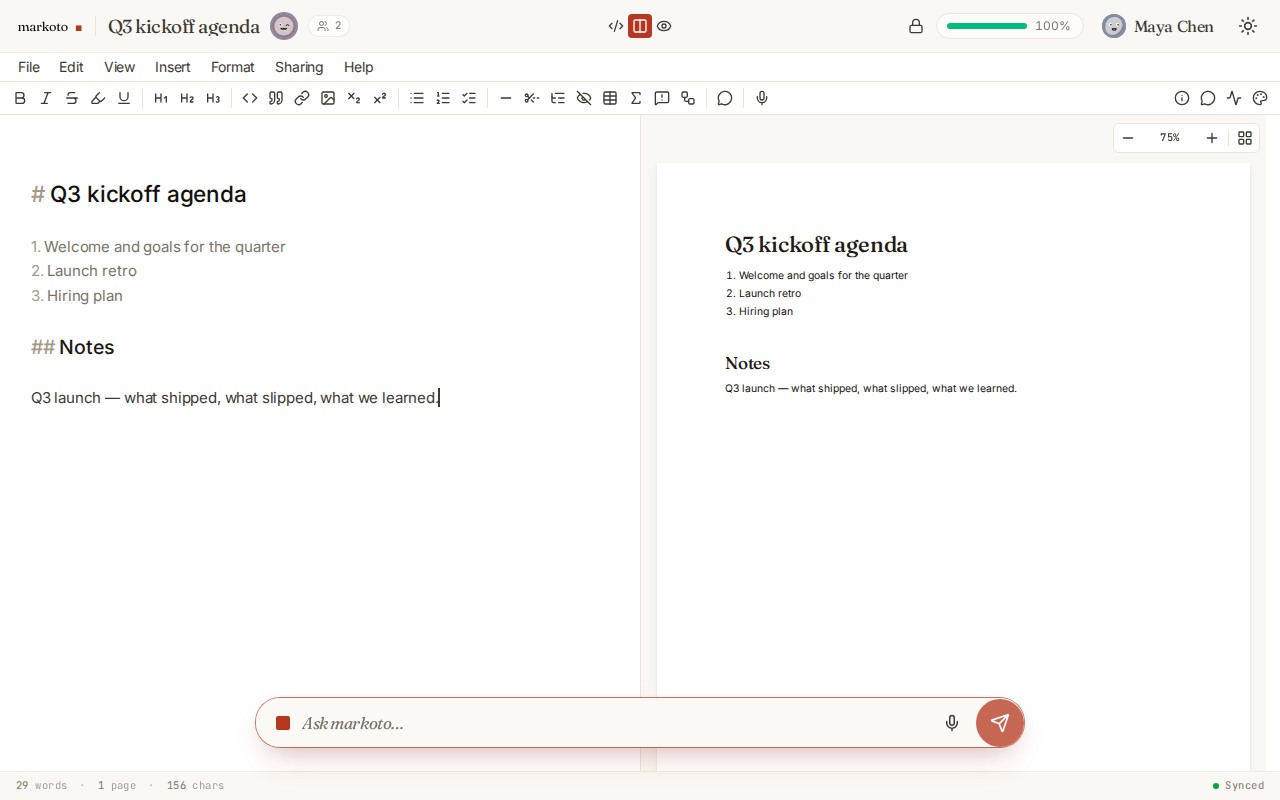 markoto
Q3 kickoff agenda
2
100%
Maya Chen
File Edit View Insert Format Sharing Help
H1 H2 H3
75%
# Q3 kickoff agenda
1. Welcome and goals for the quarter
2. Launch retro
3. Hiring plan
## Notes
Q3 launch — what shipped, what slipped, what we learned.
Q3 kickoff agenda
1. Welcome and goals for the quarter
2. Launch retro
3. Hiring plan
Notes
Q3 launch — what shipped, what slipped, what we learned.
Ask markoto...
29 words · 1 page · 156 chars
Synced